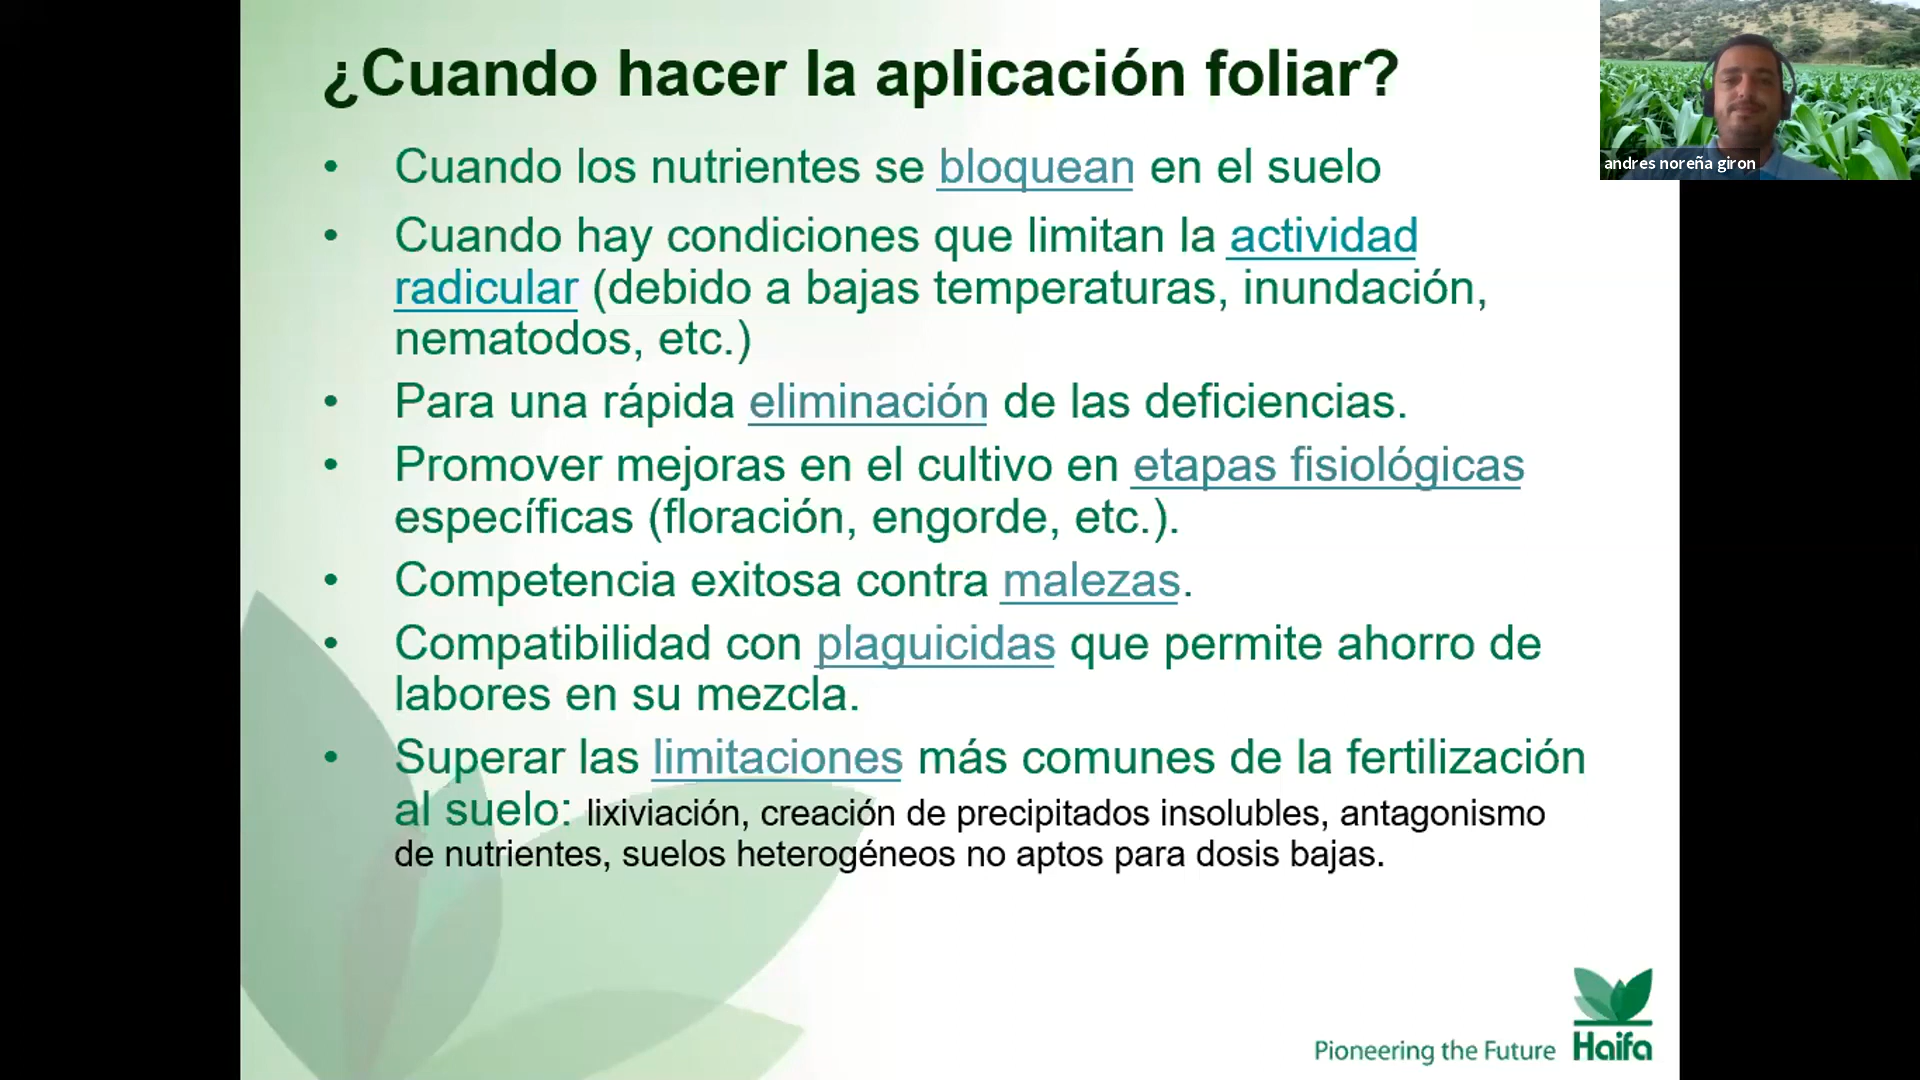 ¿Cuando hacer la aplicación foliar?
andres noreña giron
• Cuando los nutrientes se bloquean en el suelo
• Cuando hay condiciones que limitan la actividad
radicular (debido a bajas temperaturas, inundación,
nematodos, etc.)
• Para una rápida eliminación de las deficiencias.
• Promover mejoras en el cultivo en etapas fisiológicas
específicas (floración, engorde, etc.).
• Competencia exitosa contra malezas.
• Compatibilidad con plaguicidas que permite ahorro de
labores en su mezcla.
• Superar las limitaciones más comunes de la fertilización
al suelo: lixiviación, creación de precipitados insolubles, antagonismo
de nutrientes, suelos heterogéneos no aptos para dosis bajas.
Pioneering the Future Haifa